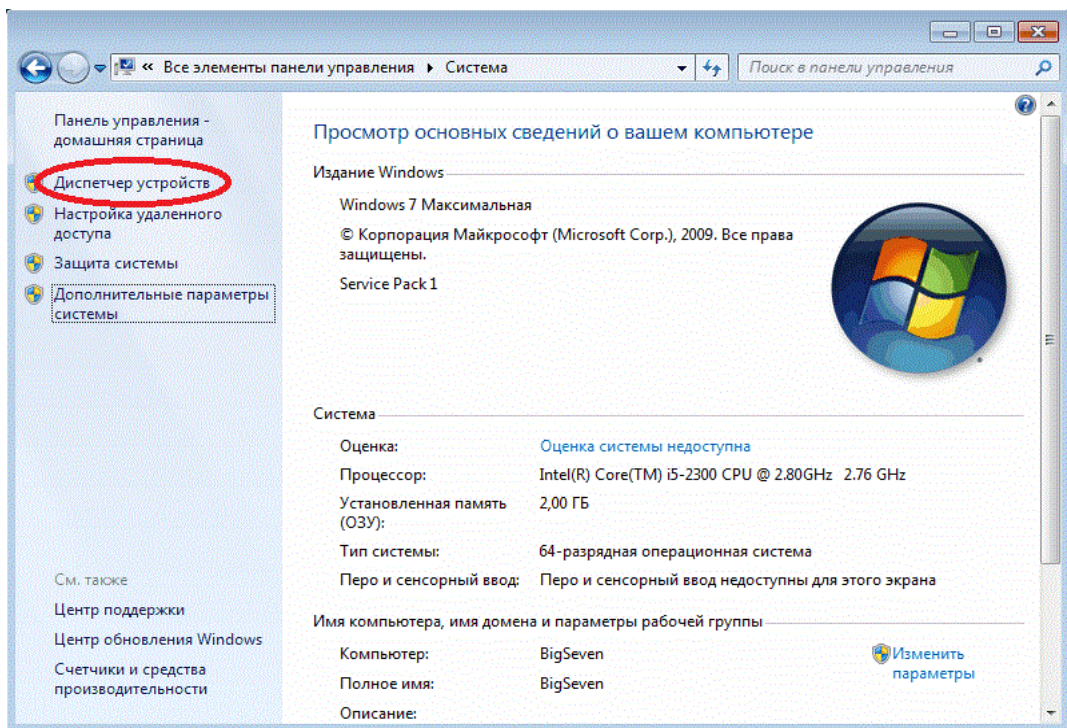 « Все элементы панели управления ▸ Система
Поиск в панели управления
Панель управления -
домашняя страница
Диспетчер устройств
Настройка удаленного
доступа
Защита системы
Дополнительные параметры
системы
См. также
Центр поддержки
Центр обновления Windows
Счетчики и средства
производительности
Просмотр основных сведений о вашем компьютере
Издание Windows
Windows 7 Максимальная
© Корпорация Майкрософт (Microsoft Corp.), 2009. Все права
защищены.
Service Pack 1
Система
Оценка: Оценка системы недоступна
Процессор: Intel(R) Core(TM) i5-2300 CPU @ 2.80GHz 2.76 GHz
Установленная память 2,00 ГБ
(ОЗУ):
Тип системы: 64-разрядная операционная система
Перо и сенсорный ввод: Перо и сенсорный ввод недоступны для этого экрана
Имя компьютера, имя домена и параметры рабочей группы
Компьютер: BigSeven Изменить
параметры
Полное имя: BigSeven
Описание: